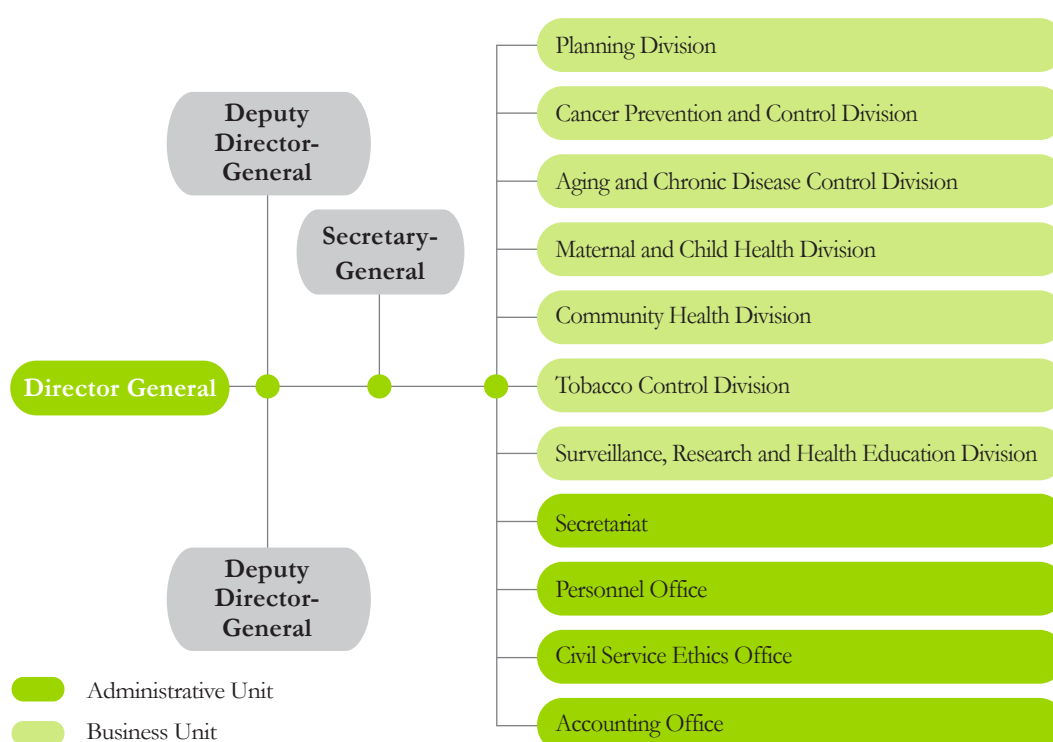 Planning Division
Deputy
Director-
General
Cancer Prevention and Control Division
Aging and Chronic Disease Control Division
Secretary-
General
Maternal and Child Health Division
Community Health Division
Director General
Tobacco Control Division
Surveillance, Research and Health Education Division
Secretariat
Deputy
Director-
General
Personnel Office
Civil Service Ethics Office
Administrative Unit
Accounting Office
Business Unit